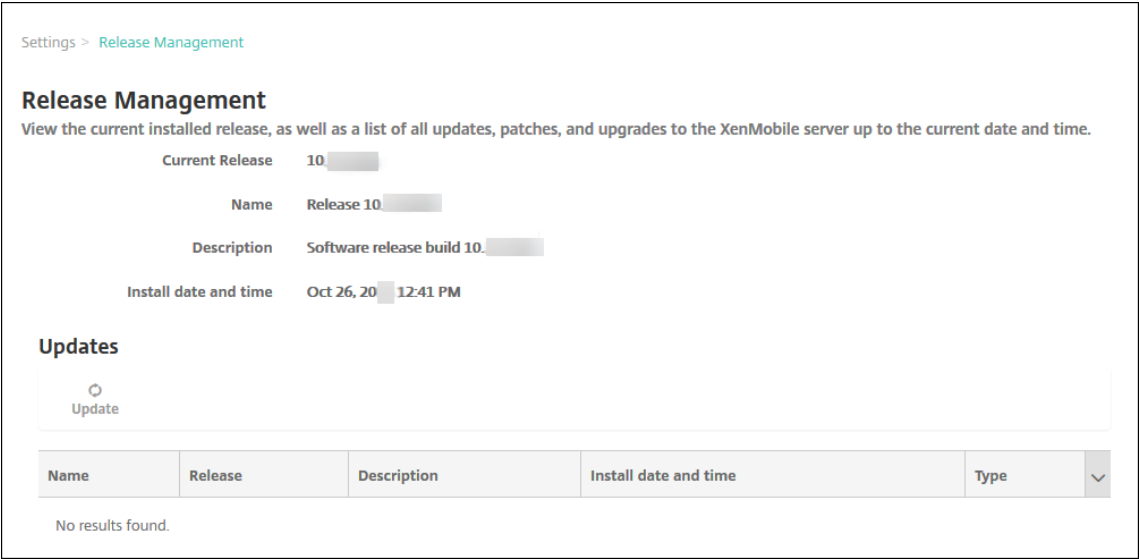 Settings > Release Management
Release Management
View the current installed release, as well as a list of all updates, patches, and upgrades to the XenMobile server up to the current date and time.
Current Release 10.
Name Release 10.
Description Software release build 10.
Install date and time Oct 26, 20 12:41 PM
Updates
Update
Name Release Description Install date and time Type
No results found.